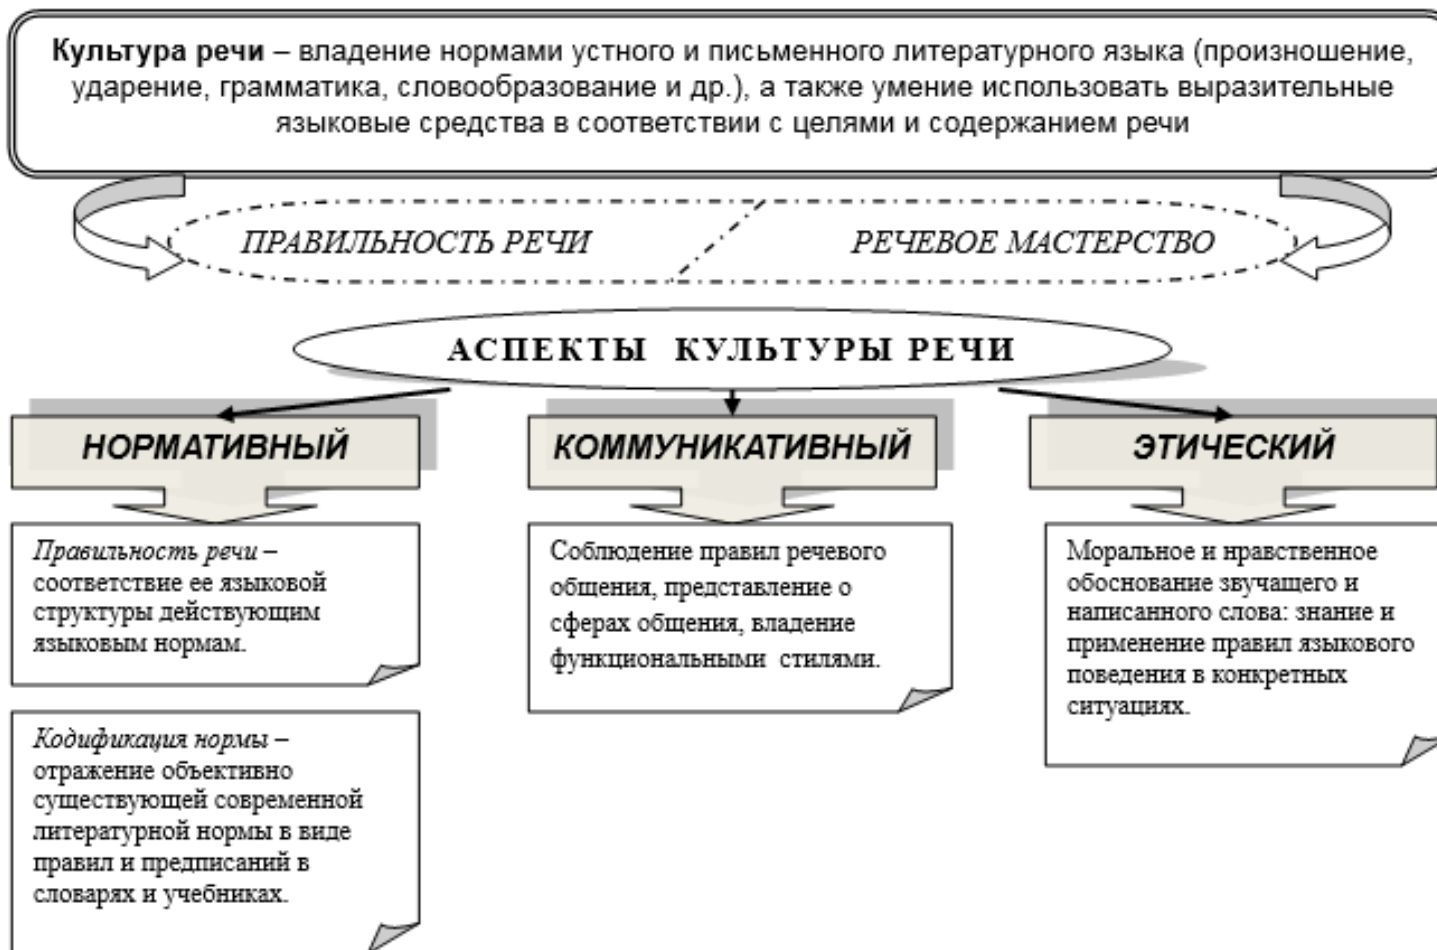 Культура речи – владение нормами устного и письменного литературного языка (произношение,
ударение, грамматика, словообразование и др.), а также умение использовать выразительные
языковые средства в соответствии с целями и содержанием речи
ПРАВИЛЬНОСТЬ РЕЧИ
РЕЧЕВОЕ МАСТЕРСТВО
АСПЕКТЫ КУЛЬТУРЫ РЕЧИ
НОРМАТИВНЫЙ
Правильность речи –
соответствие ее языковой
структуры действующим
языковым нормам.
Кодификация нормы –
отражение объективно
существующей современной
литературной нормы в виде
правил и предписаний в
словарях и учебниках.
КОММУНИКАТИВНЫЙ
Соблюдение правил речевого
общения, представление о
сферах общения, владение
функциональными стилями.
ЭТИЧЕСКИЙ
Моральное и нравственное
обоснование звучащего и
написанного слова: знание и
применение правил языкового
поведения в конкретных
ситуациях.